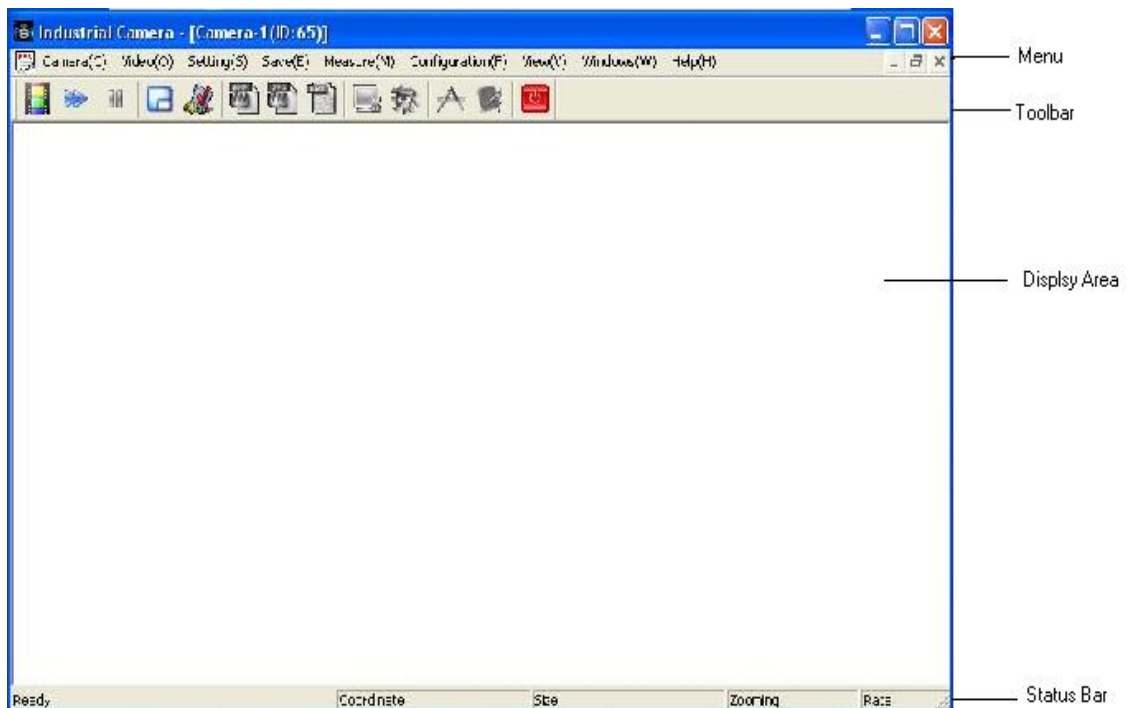 Industrial Camera - [Camera-1(ID:65)]
Camera(C) Video(O) Setting(S) Save(E) Measure(M) Configuration(F) View(V) Windows(W) Help(H)
Menu
Toolbar
Displsy Area
Ready Coordinate Size Zooming Rate
Status Bar